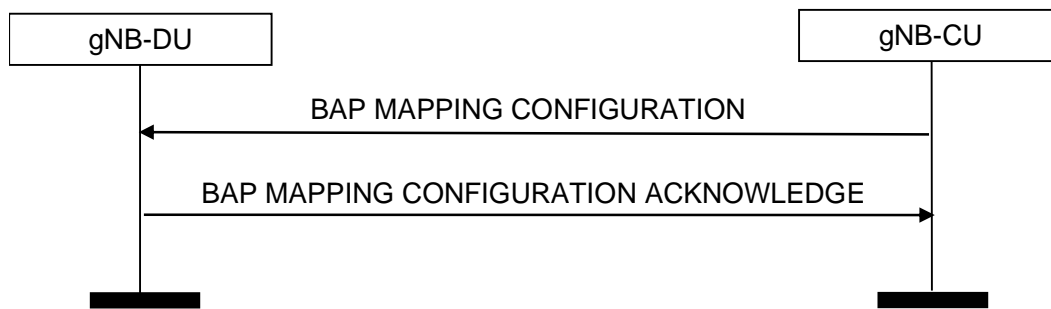 gNB-DU
gNB-CU
BAP MAPPING CONFIGURATION
BAP MAPPING CONFIGURATION ACKNOWLEDGE